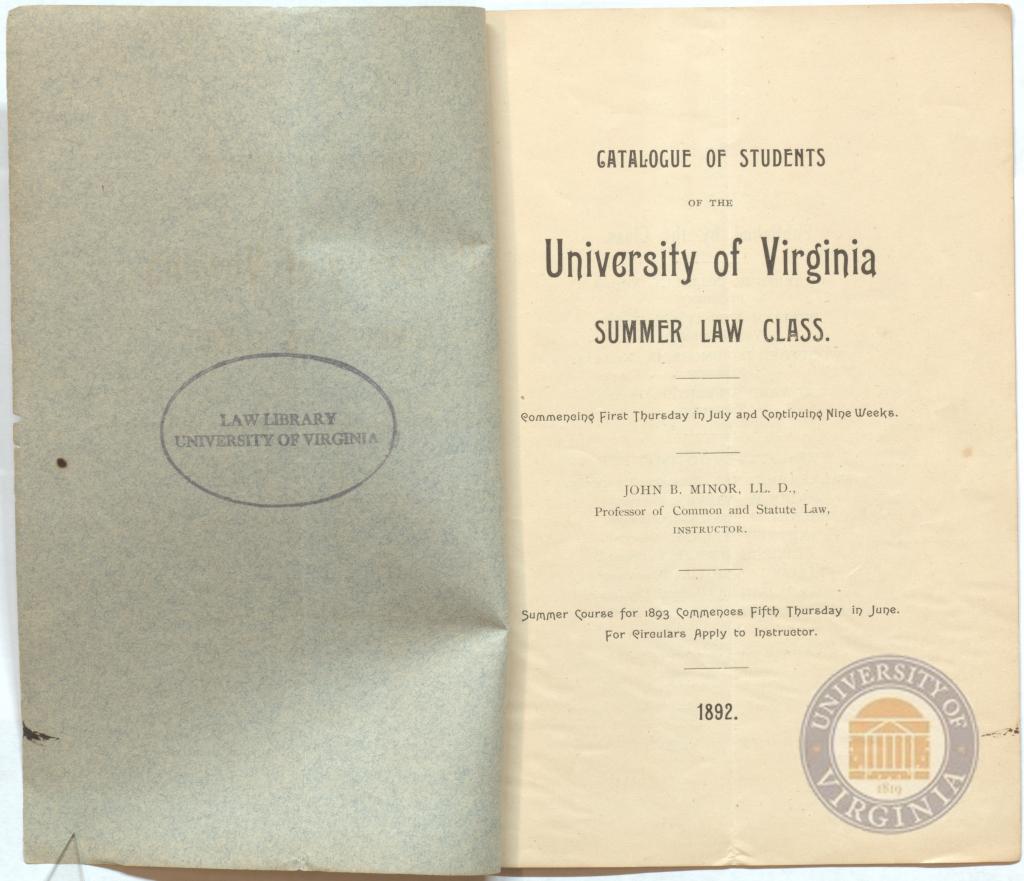 LAW LIBRARY
UNIVERSITY OF VIRGINIA
CATALOGUE OF STUDENTS
OF THE
University of Virginia
SUMMER LAW CLASS.
Commencing First Thursday in July and Continuing Nine Weeks.
JOHN B. MINOR, LL. D.,
Professor of Common and Statute Law,
INSTRUCTOR.
Summer Course for 1893 Commences Fifth Thursday in June.
For Circulars Apply to Instructor.
1892.
UNIVERSITY OF
VIRGINIA
1819